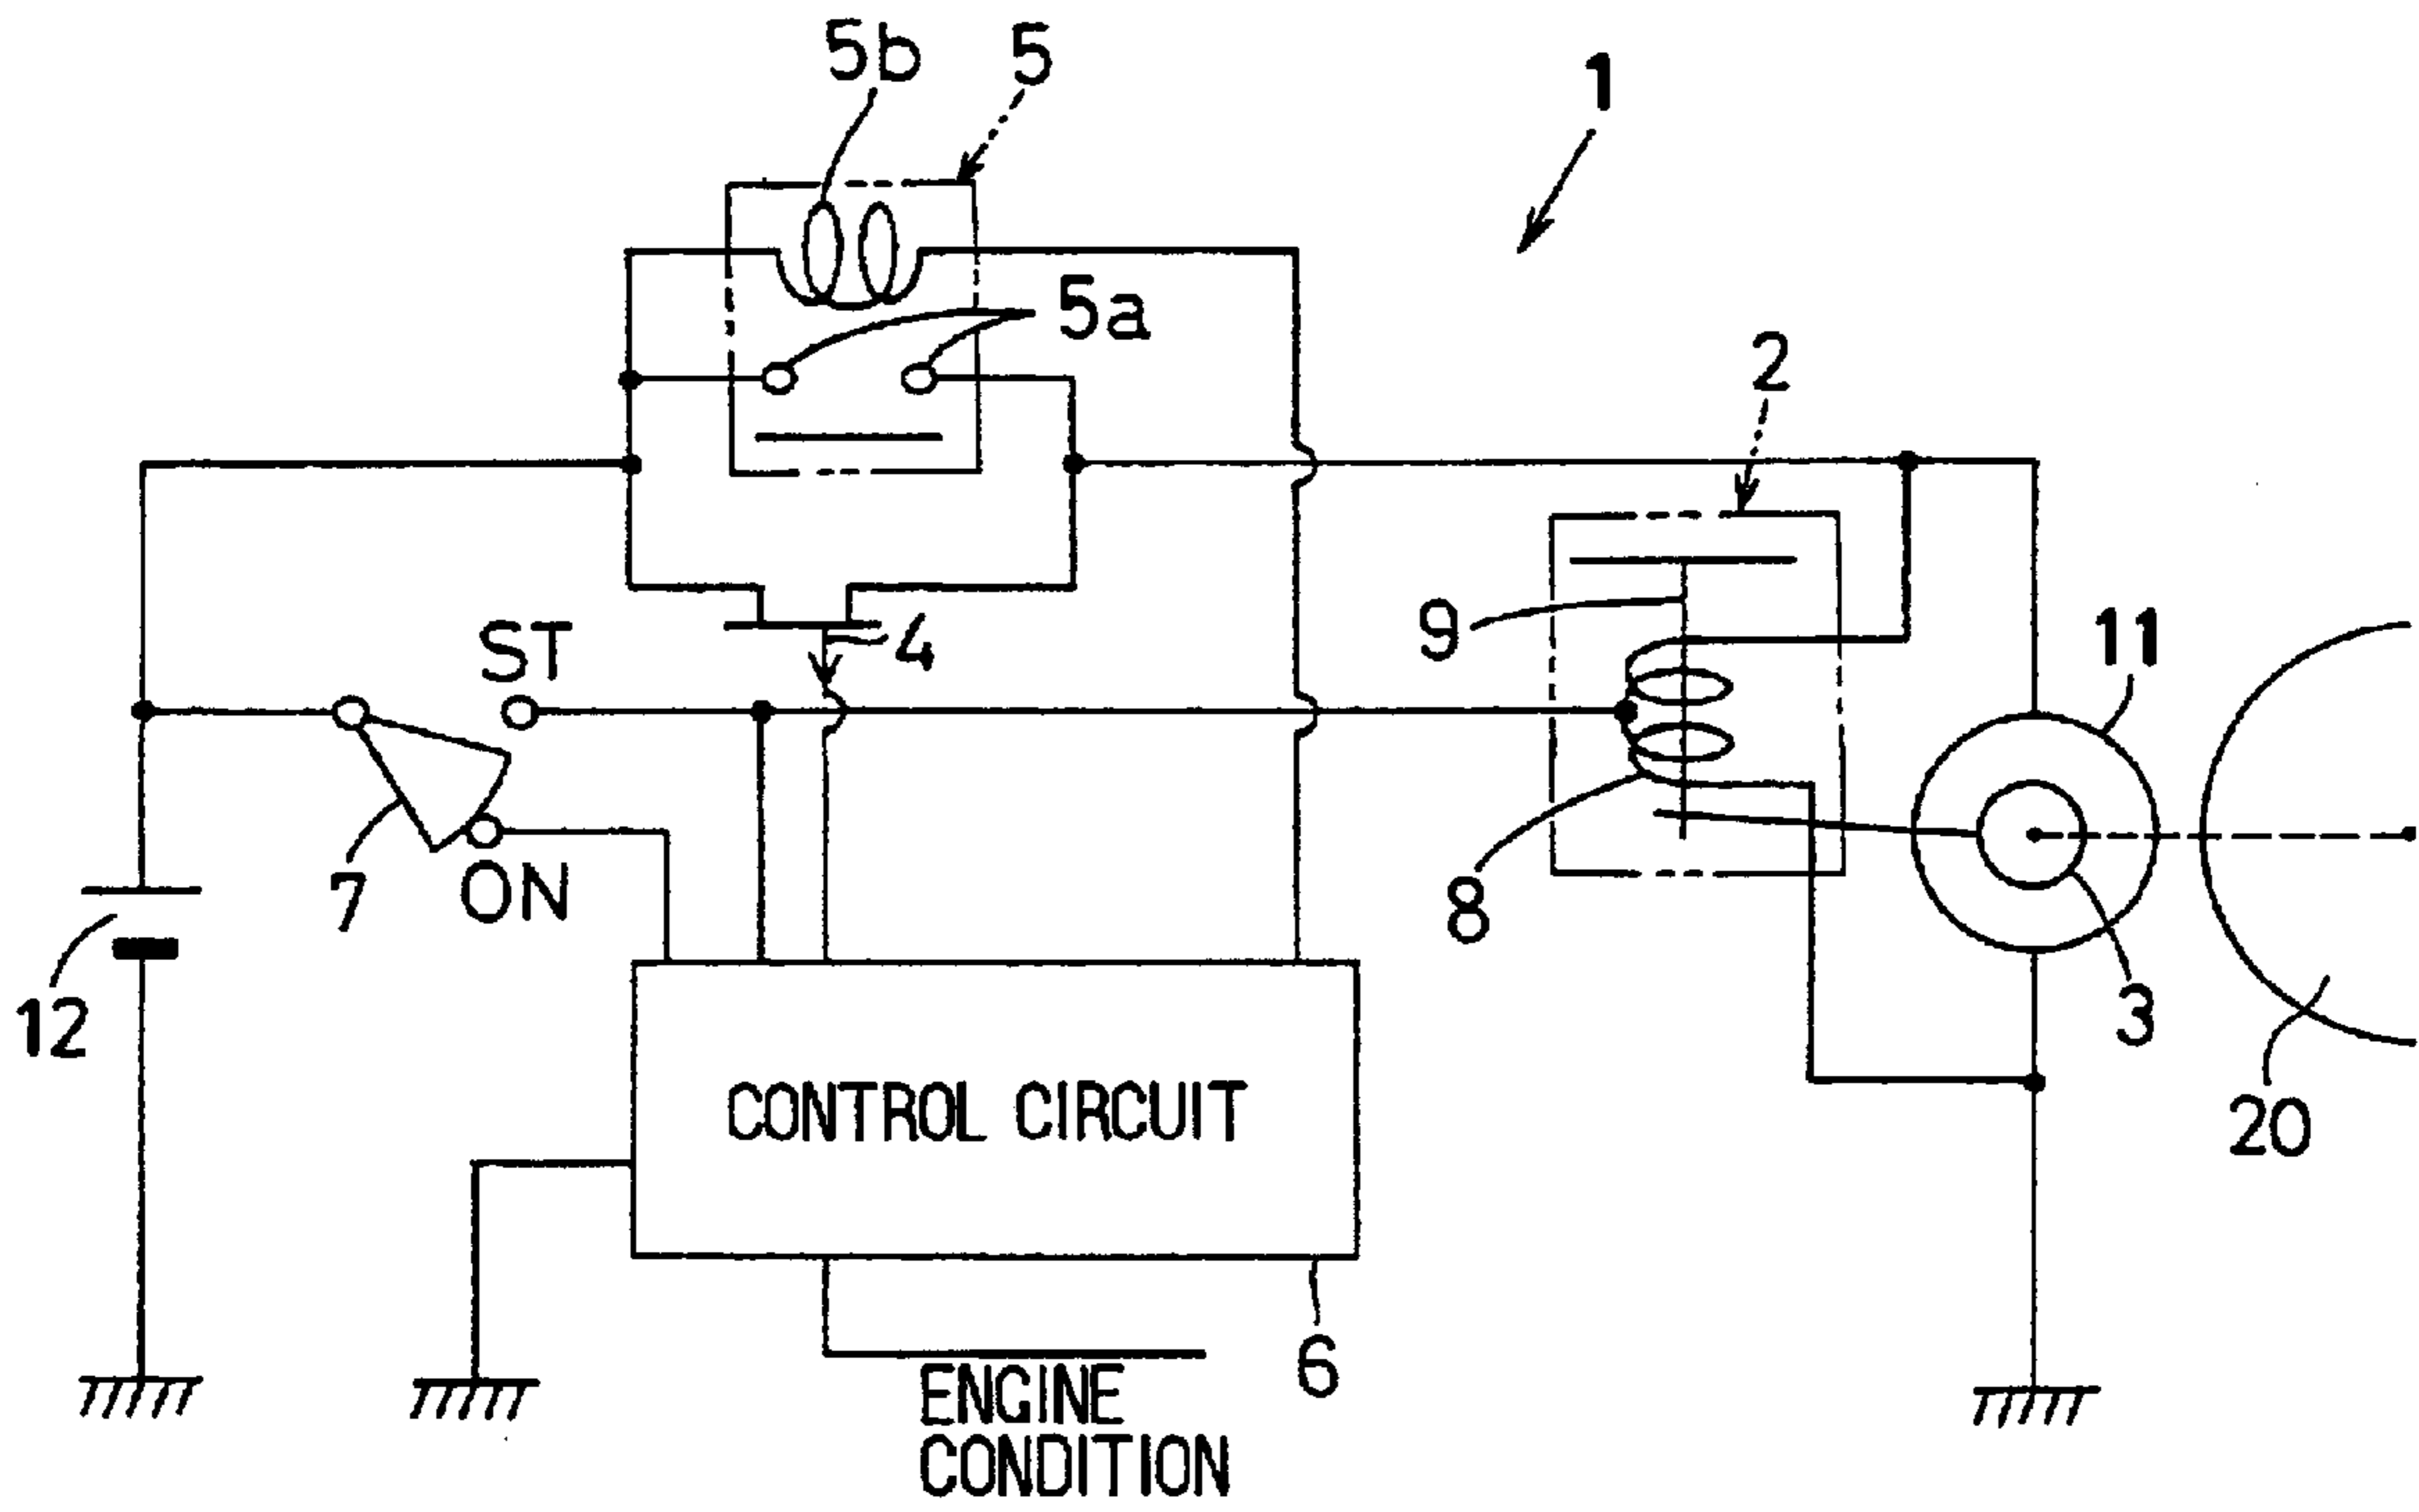 5b
5
1
5a
2
9
11
ST
4
7
ON
8
12
3
CONTROL CIRCUIT
20
6
ENGINE
CONDITION